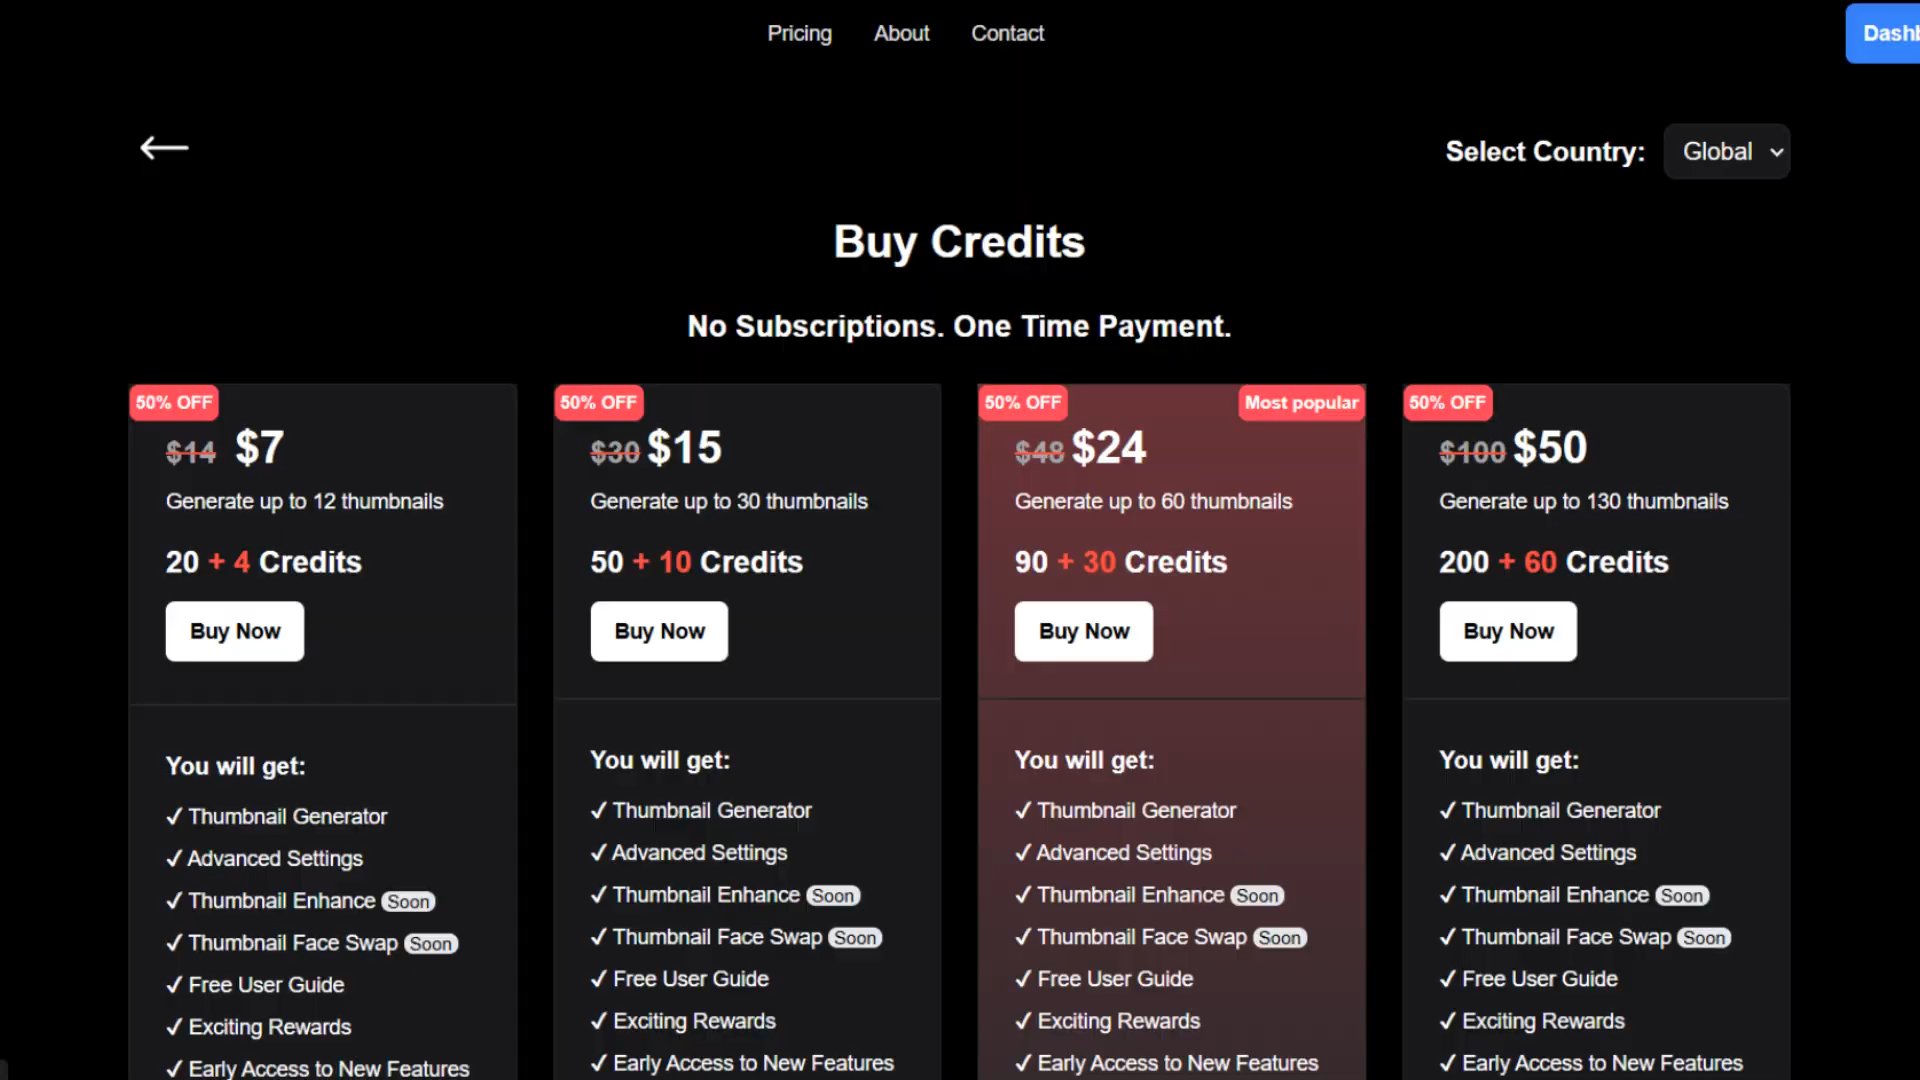 Pricing About Contact
Select Country: Global
Buy Credits
No Subscriptions. One Time Payment.
50% OFF
$14 $7
Generate up to 12 thumbnails
20 + 4 Credits
Buy Now
You will get:
✓ Thumbnail Generator
✓ Advanced Settings
✓ Thumbnail Enhance Soon
✓ Thumbnail Face Swap Soon
✓ Free User Guide
✓ Exciting Rewards
✓ Early Access to New Features
50% OFF
$30 $15
Generate up to 30 thumbnails
50 + 10 Credits
Buy Now
You will get:
✓ Thumbnail Generator
✓ Advanced Settings
✓ Thumbnail Enhance Soon
✓ Thumbnail Face Swap Soon
✓ Free User Guide
✓ Exciting Rewards
✓ Early Access to New Features
50% OFF Most popular
$48 $24
Generate up to 60 thumbnails
90 + 30 Credits
Buy Now
You will get:
✓ Thumbnail Generator
✓ Advanced Settings
✓ Thumbnail Enhance Soon
✓ Thumbnail Face Swap Soon
✓ Free User Guide
✓ Exciting Rewards
✓ Early Access to New Features
50% OFF
$100 $50
Generate up to 130 thumbnails
200 + 60 Credits
Buy Now
You will get:
✓ Thumbnail Generator
✓ Advanced Settings
✓ Thumbnail Enhance Soon
✓ Thumbnail Face Swap Soon
✓ Free User Guide
✓ Exciting Rewards
✓ Early Access to New Features